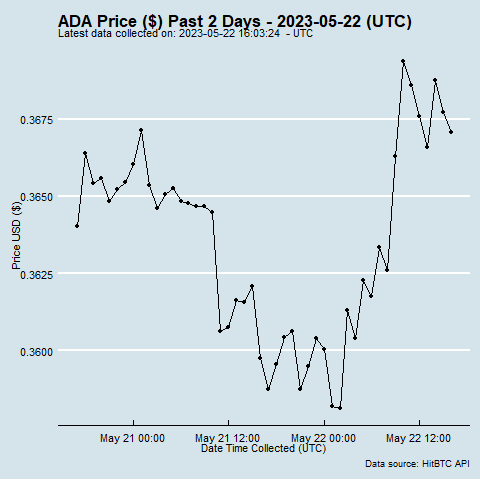 ADA Price ($) Past 2 Days - 2023-05-22 (UTC)
Latest data collected on: 2023-05-22 16:03:24  - UTC
Price USD ($)
0.3675
0.3650
0.3625
0.3600
May 21 00:00 May 21 12:00 May 22 00:00 May 22 12:00
Date Time Collected (UTC)
Data source: HitBTC API